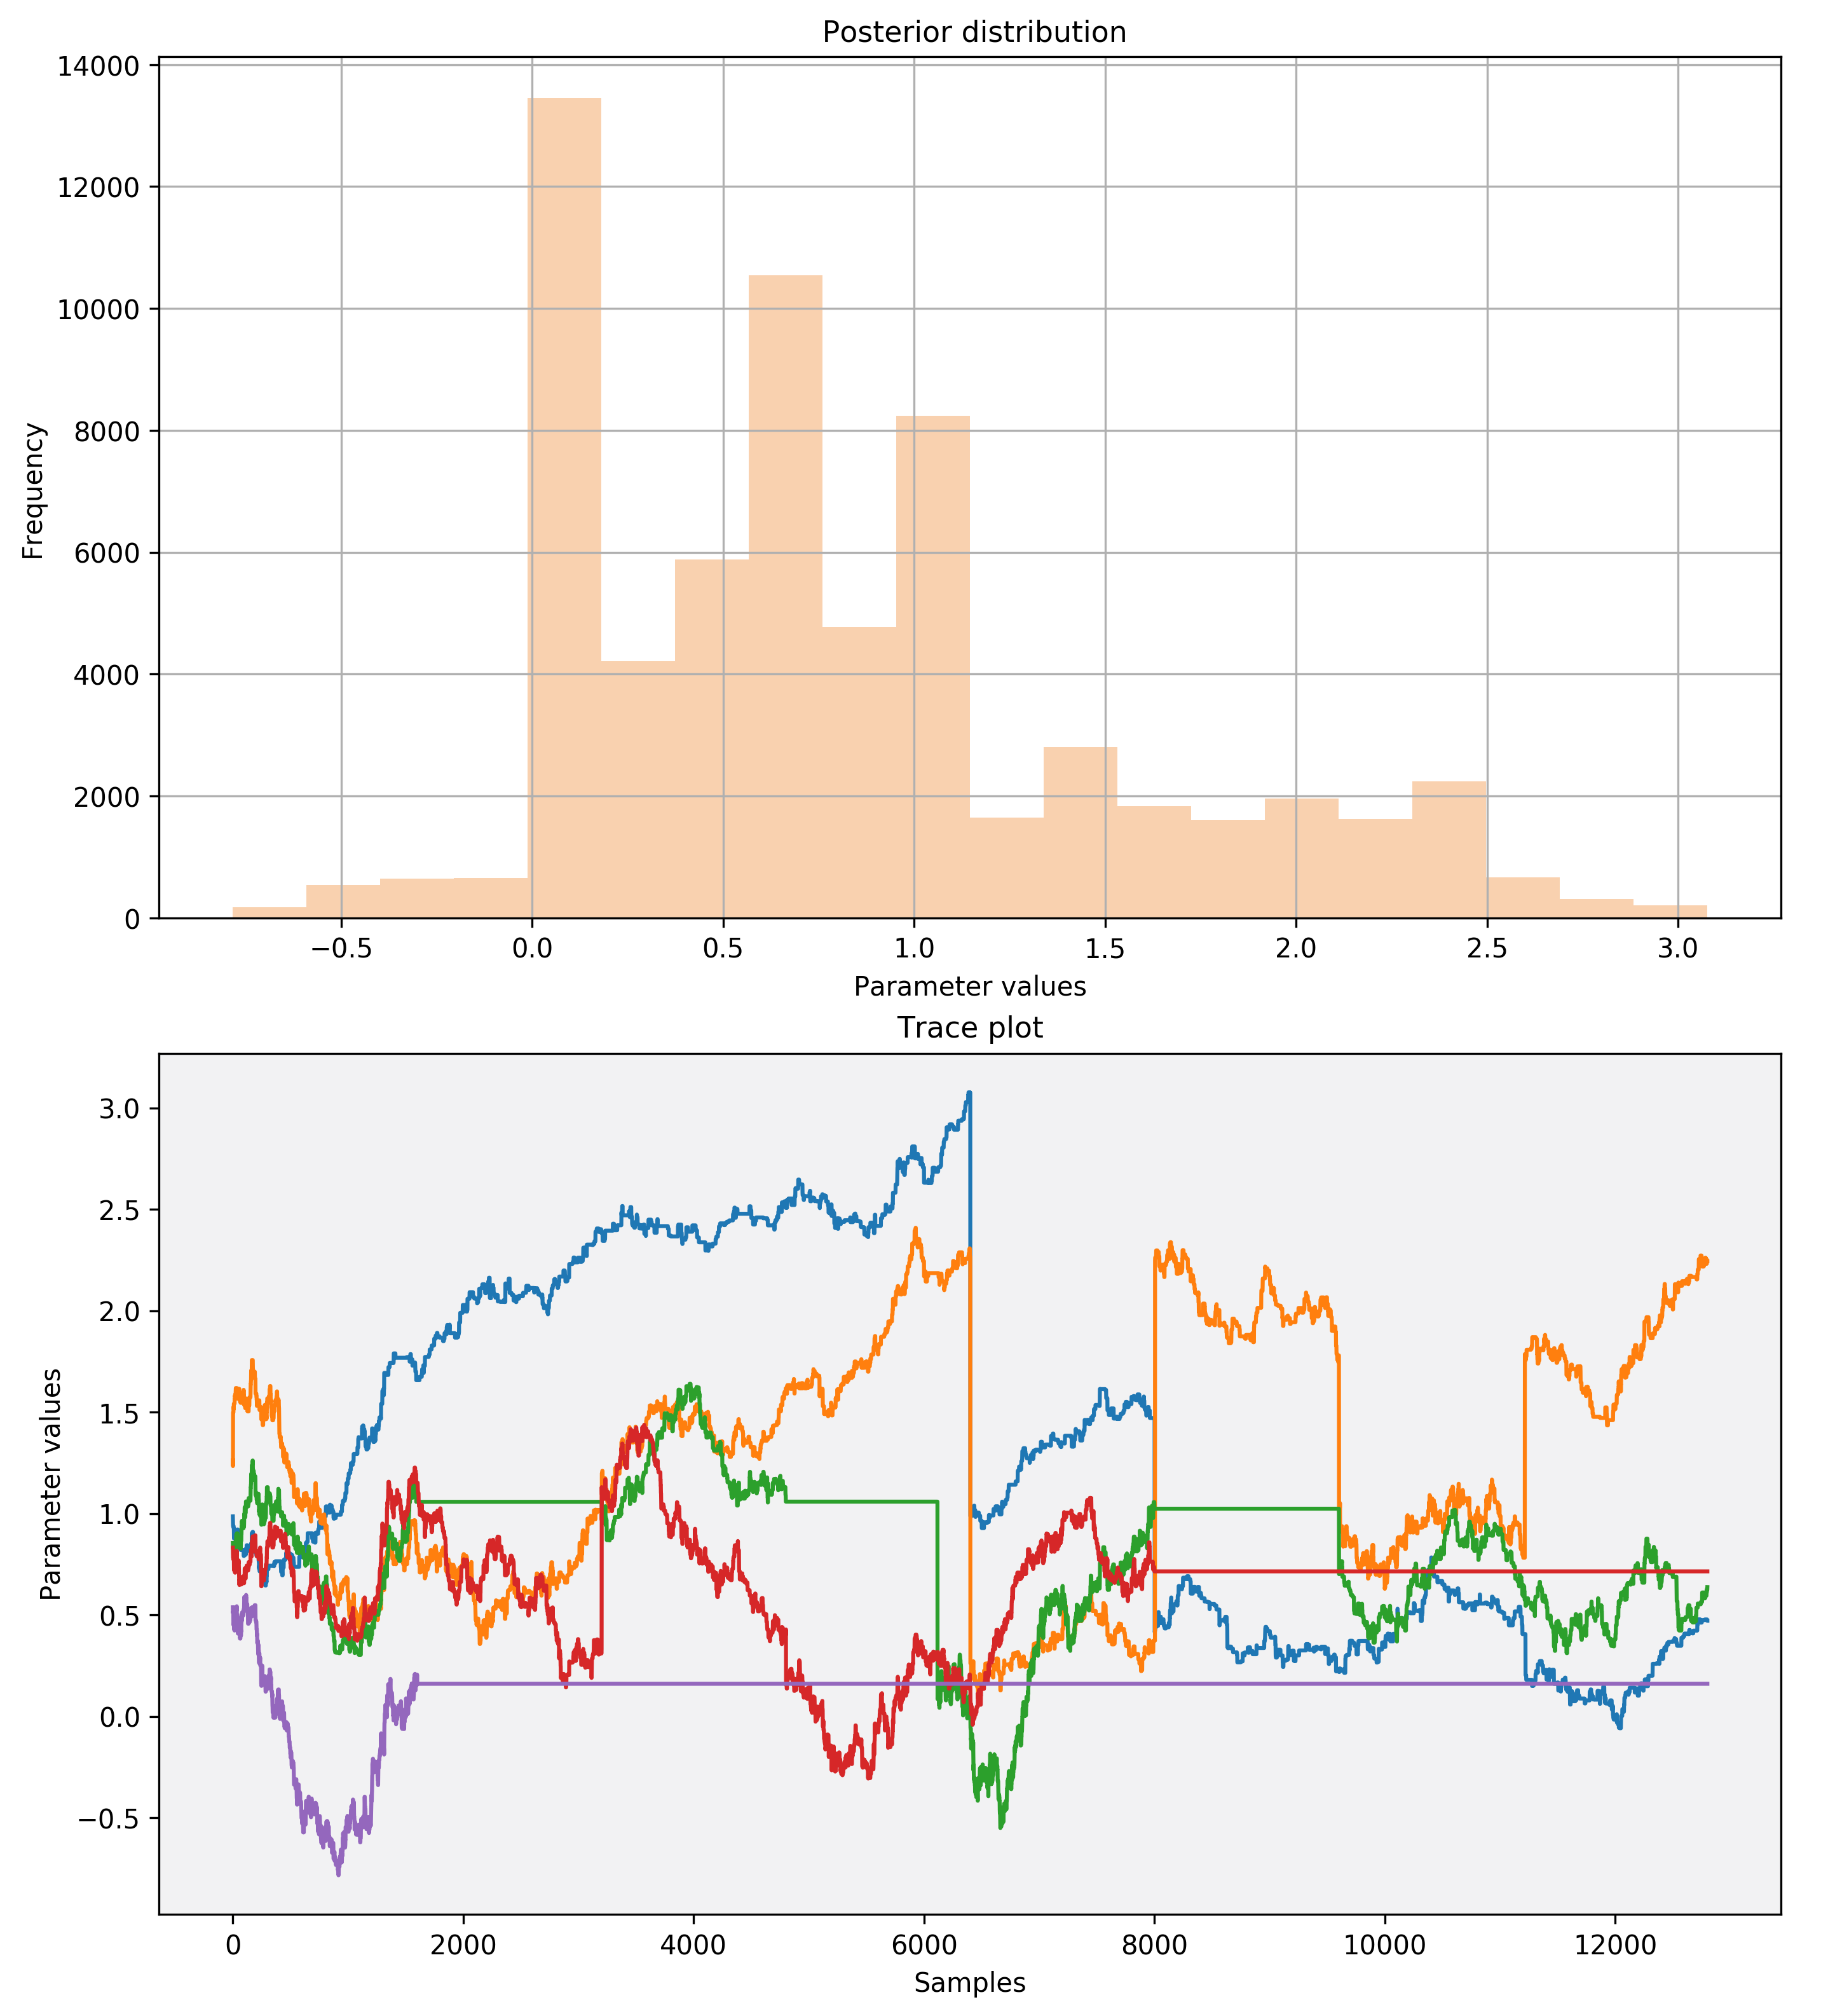 Posterior distribution
14000
12000
10000
8000
6000
4000
2000
0
Frequency
−0.5 0.0 0.5 1.0 1.5 2.0 2.5 3.0
Parameter values
Trace plot
3.0
2.5
2.0
1.5
1.0
0.5
0.0
−0.5
Parameter values
0 2000 4000 6000 8000 10000 12000
Samples